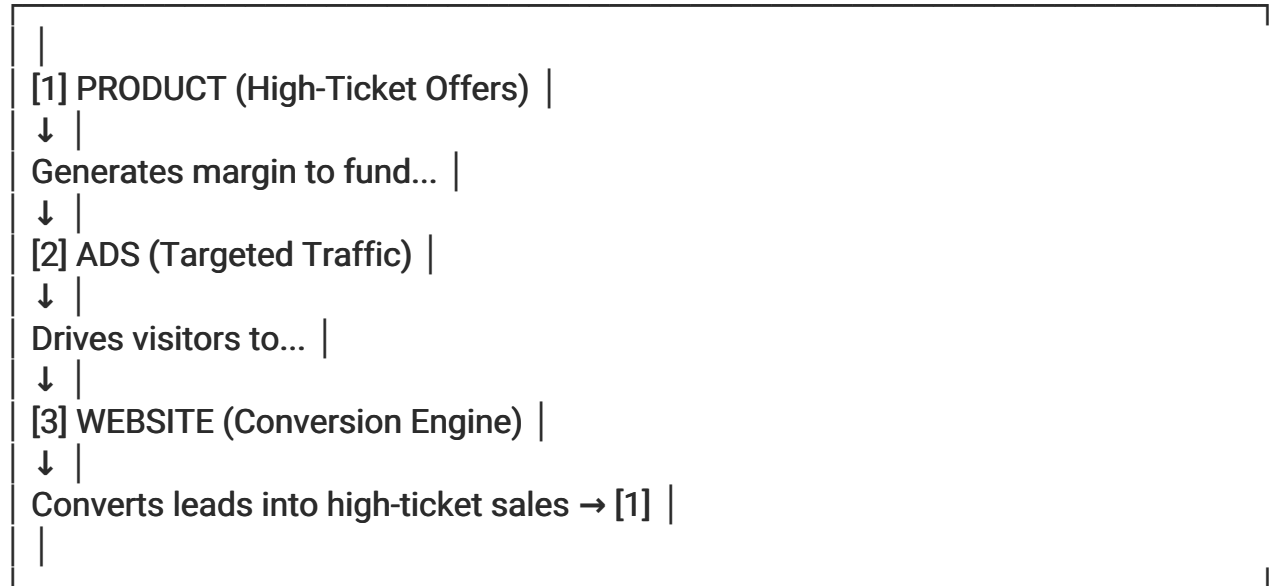 [1] PRODUCT (High-Ticket Offers) │
↓ │
Generates margin to fund... │
↓ │
[2] ADS (Targeted Traffic) │
↓ │
Drives visitors to... │
↓ │
[3] WEBSITE (Conversion Engine) │
↓ │
Converts leads into high-ticket sales → [1] │